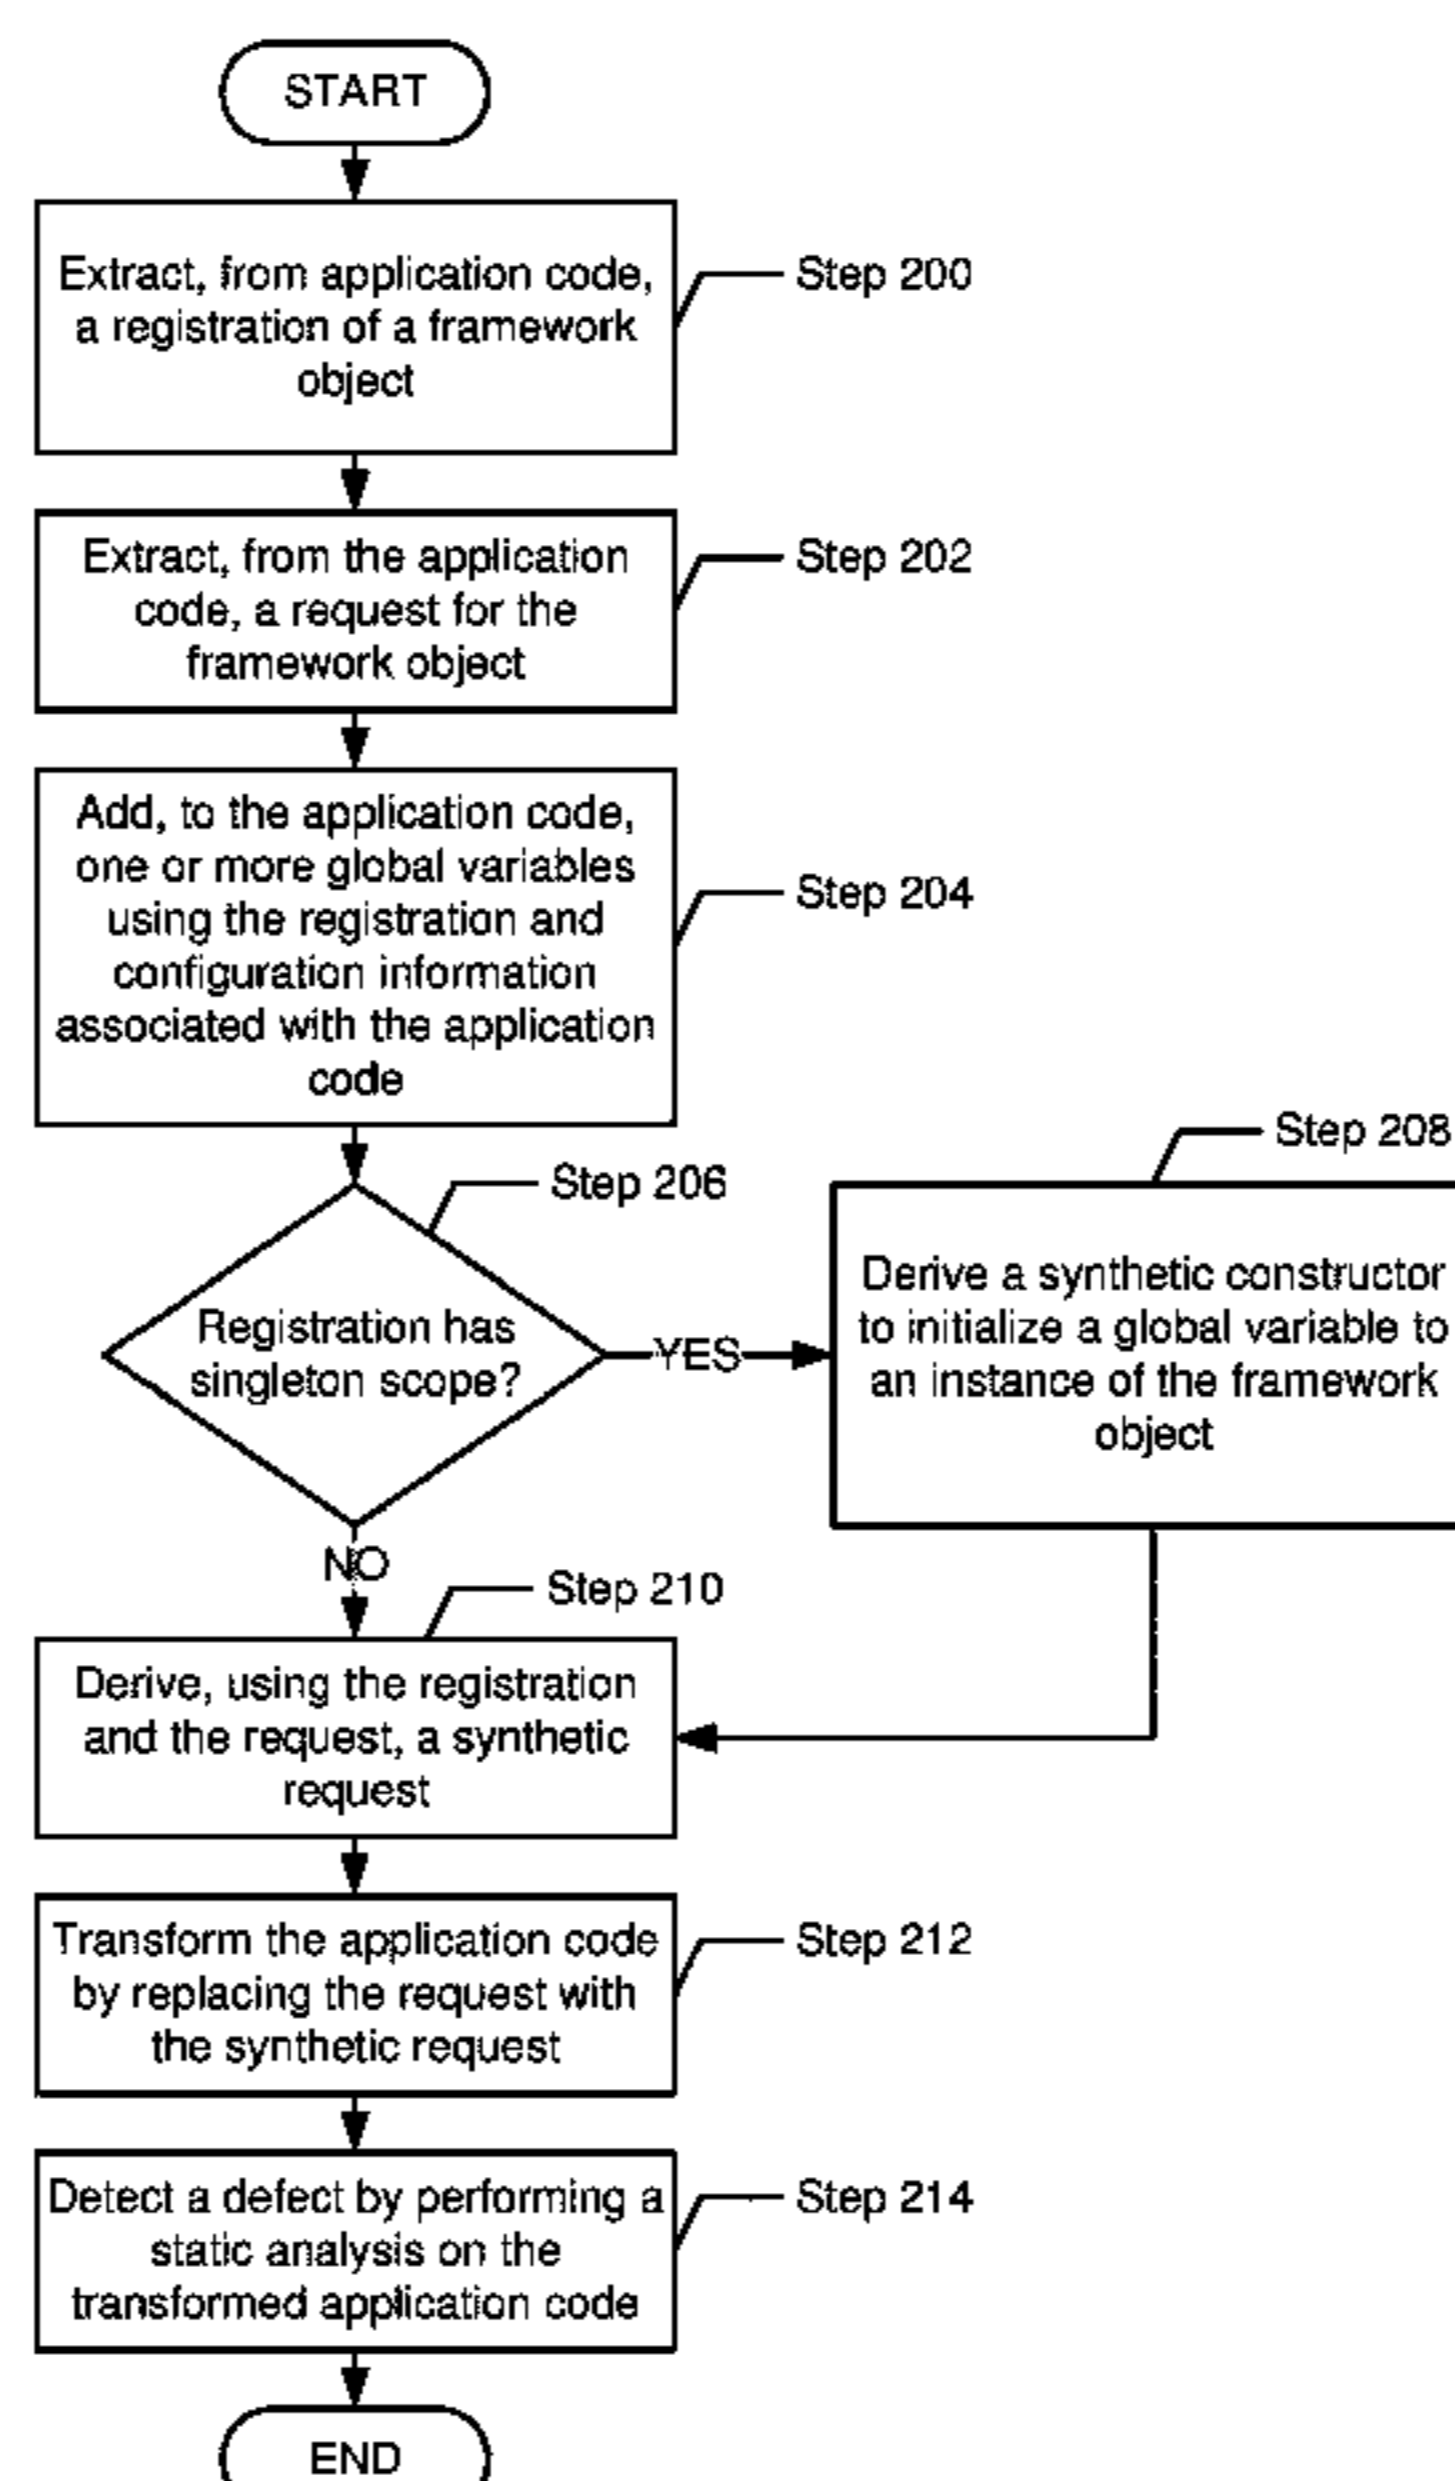 START
Extract, from application code,
a registration of a framework
object
Step 200
Extract, from the application
code, a request for the
framework object
Step 202
Add, to the application code,
one or more global variables
using the registration and
configuration information
associated with the application
code
Step 204
Step 206
Registration has
singleton scope?
YES
Step 208
Derive a synthetic constructor
to initialize a global variable to
an instance of the framework
object
NO
Step 210
Derive, using the registration
and the request, a synthetic
request
Transform the application code
by replacing the request with
the synthetic request
Step 212
Detect a defect by performing a
static analysis on the
transformed application code
Step 214
END